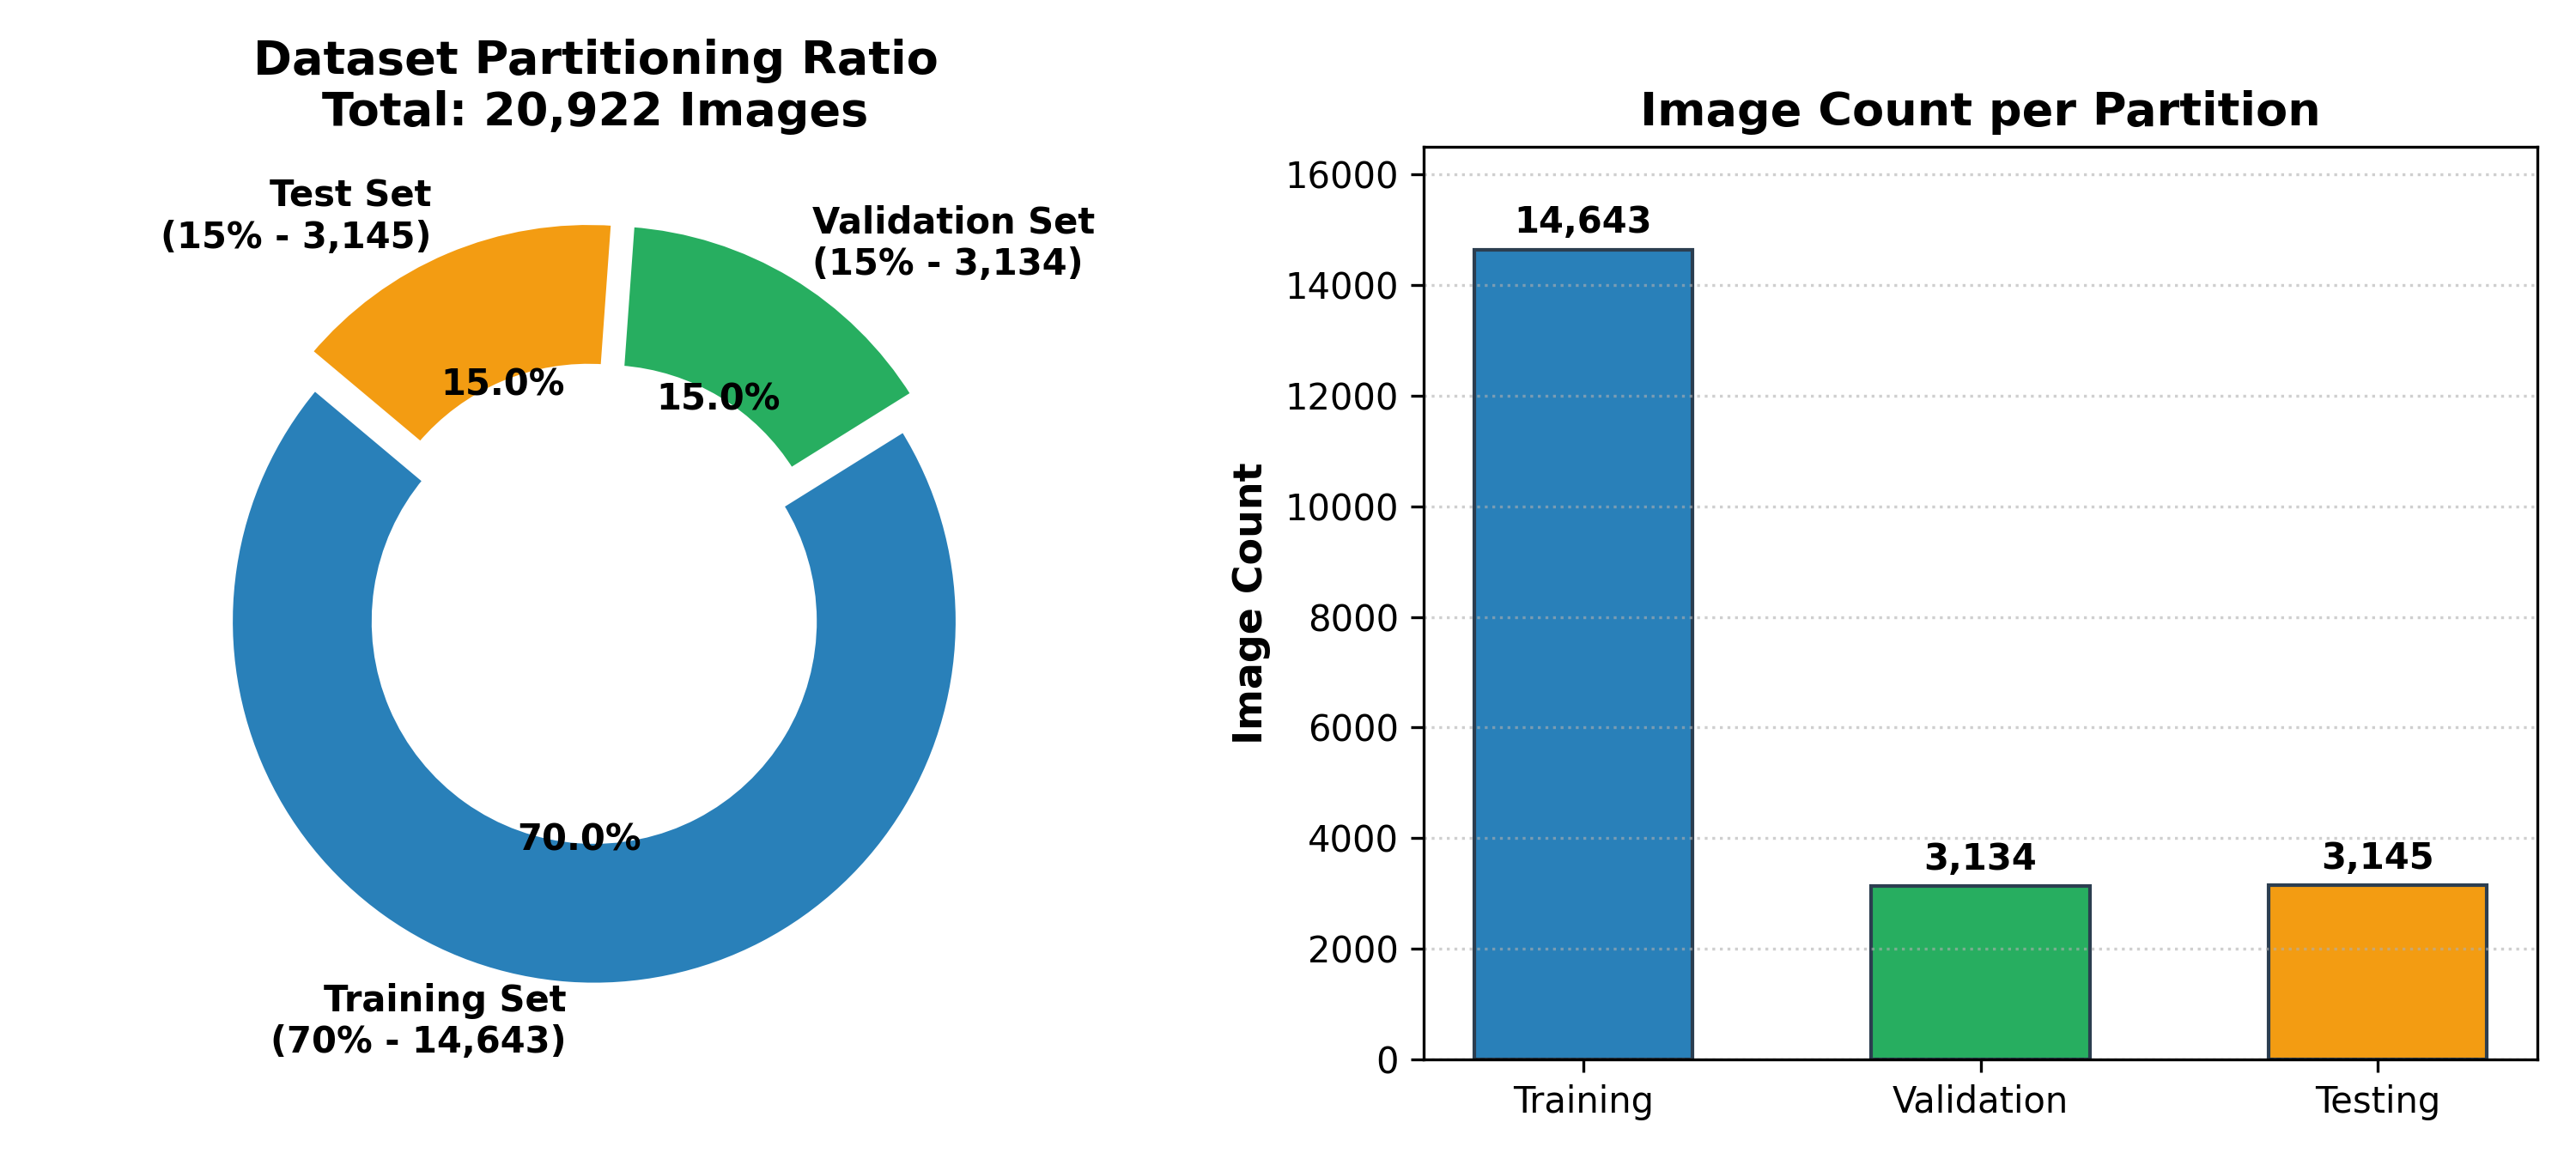 Dataset Partitioning Ratio
Total: 20,922 Images
Test Set
(15% - 3,145)
Validation Set
(15% - 3,134)
15.0%
15.0%
70.0%
Training Set
(70% - 14,643)
Image Count per Partition
Image Count
16000
14000
12000
10000
8000
6000
4000
2000
0
14,643
3,134
3,145
Training
Validation
Testing